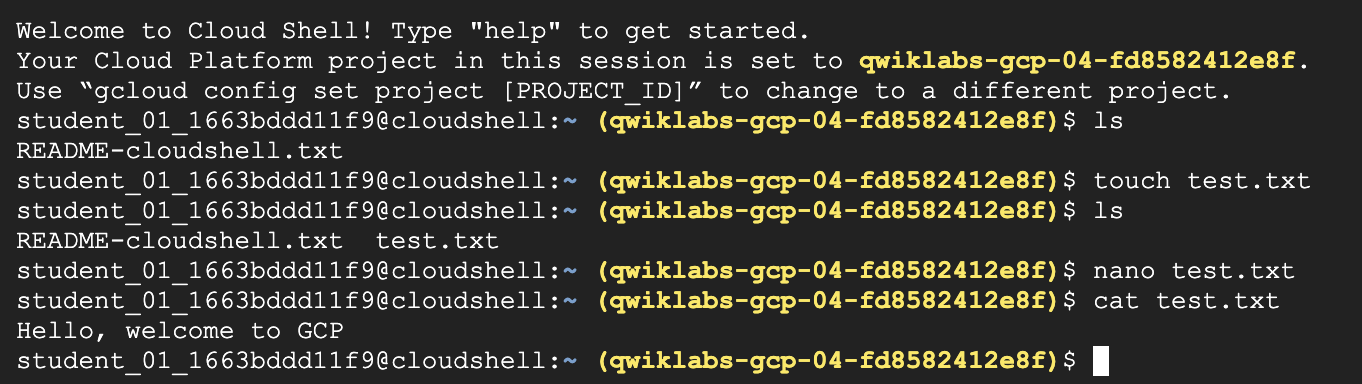 Welcome to Cloud Shell! Type "help" to get started.
Your Cloud Platform project in this session is set to qwiklabs-gcp-04-fd8582412e8f.
Use “gcloud config set project [PROJECT_ID]” to change to a different project.
student_01_1663bddd11f9@cloudshell:~ (qwiklabs-gcp-04-fd8582412e8f)$ ls
README-cloudshell.txt
student_01_1663bddd11f9@cloudshell:~ (qwiklabs-gcp-04-fd8582412e8f)$ touch test.txt
student_01_1663bddd11f9@cloudshell:~ (qwiklabs-gcp-04-fd8582412e8f)$ ls
README-cloudshell.txt  test.txt
student_01_1663bddd11f9@cloudshell:~ (qwiklabs-gcp-04-fd8582412e8f)$ nano test.txt
student_01_1663bddd11f9@cloudshell:~ (qwiklabs-gcp-04-fd8582412e8f)$ cat test.txt
Hello, welcome to GCP
student_01_1663bddd11f9@cloudshell:~ (qwiklabs-gcp-04-fd8582412e8f)$